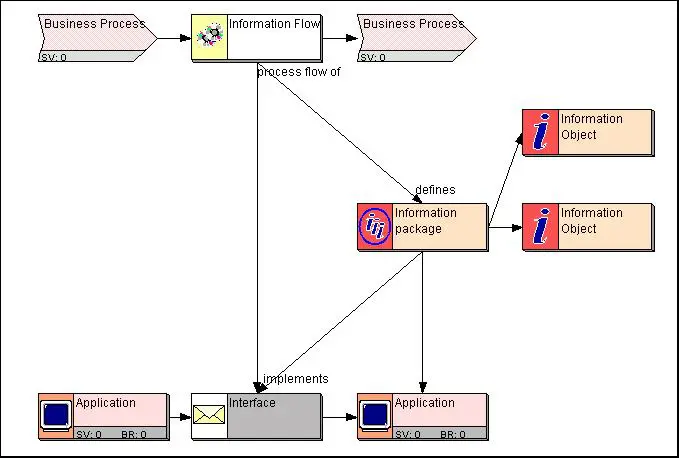 Business Process
SV: 0
Information Flow
Business Process
SV: 0
process flow of
Information
Object
defines
Information
package
Information
Object
implements
Application
SV: 0 BR: 0
Interface
Application
SV: 0 BR: 0